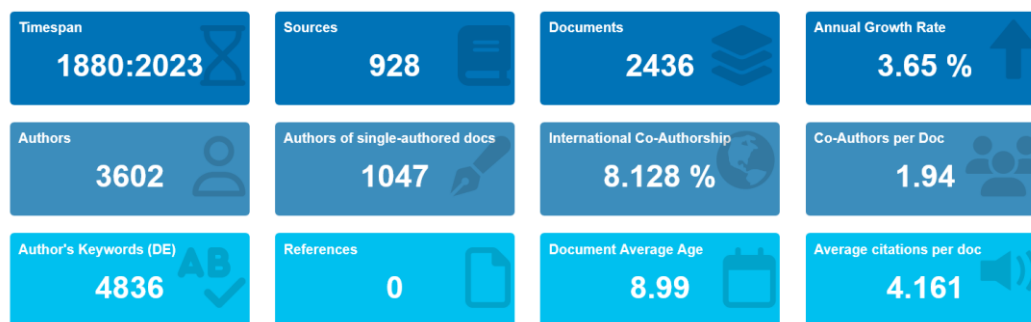 Timespan
1880:2023
Sources
928
Documents
2436
Annual Growth Rate
3.65 %
Authors
3602
Authors of single-authored docs
1047
International Co-Authorship
8.128 %
Co-Authors per Doc
1.94
Author's Keywords (DE)
4836
AB
References
0
Document Average Age
8.99
Average citations per doc
4.161